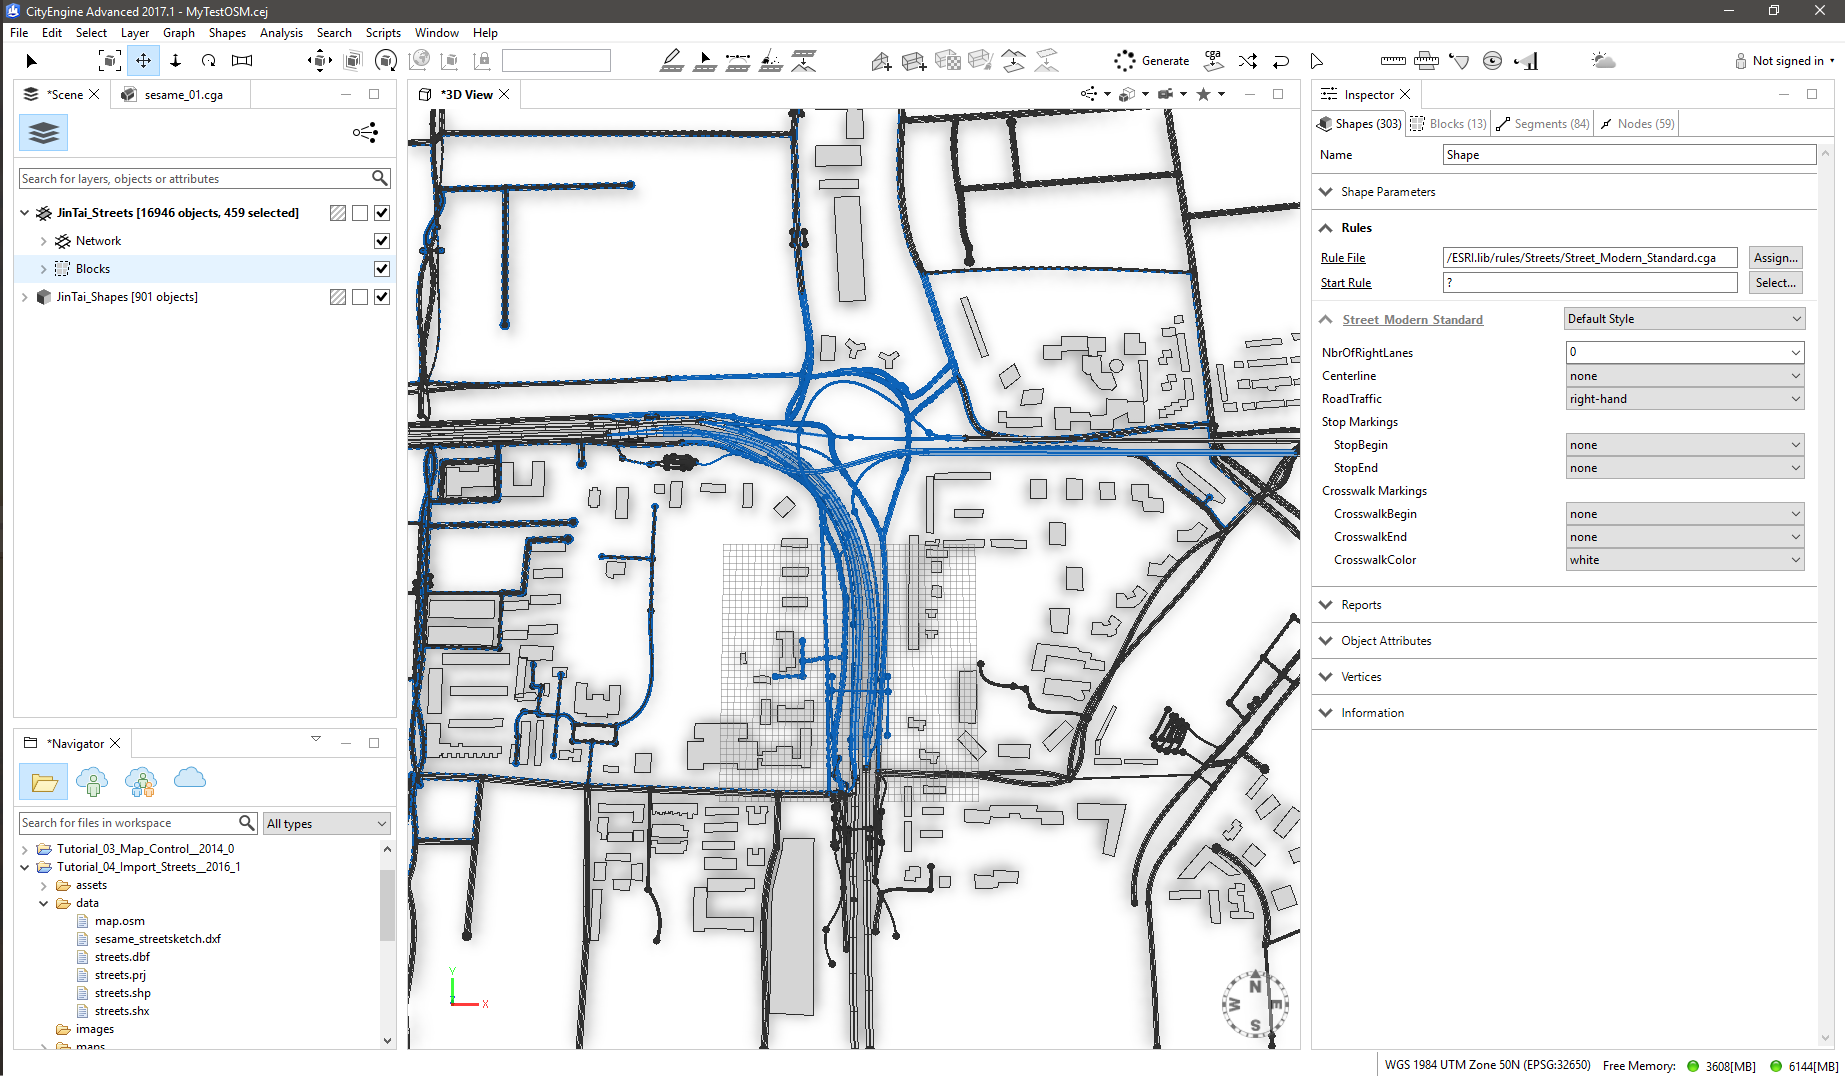 CityEngine Advanced 2017.1 - MyTestOSM.cej
File Edit Select Layer Graph Shapes Analysis Search Scripts Window Help
Generate
cga
Not signed in
*Scene
sesame_01.cga
Search for layers, objects or attributes
JinTai_Streets [16946 objects, 459 selected]
Network
Blocks
JinTai_Shapes [901 objects]
*Navigator
Search for files in workspace
All types
Tutorial_03_Map_Control__2014_0
Tutorial_04_Import_Streets__2016_1
assets
data
map.osm
sesame_streetsketch.dxf
streets.dbf
streets.prj
streets.shp
streets.shx
images
maps
*3D View
Y
Z
X
N
E
S
W
Inspector
Shapes (303)
Blocks (13)
Segments (84)
Nodes (59)
Name
Shape
Shape Parameters
Rules
Rule File
/ESRI.lib/rules/Streets/Street_Modern_Standard.cga
Assign...
Start Rule
?
Select...
Street Modern Standard
Default Style
NbrOfRightLanes
0
Centerline
none
RoadTraffic
right-hand
Stop Markings
StopBegin
none
StopEnd
none
Crosswalk Markings
CrosswalkBegin
none
CrosswalkEnd
none
CrosswalkColor
white
Reports
Object Attributes
Vertices
Information
WGS 1984 UTM Zone 50N (EPSG:32650)
Free Memory:
3608[MB]
6144[MB]